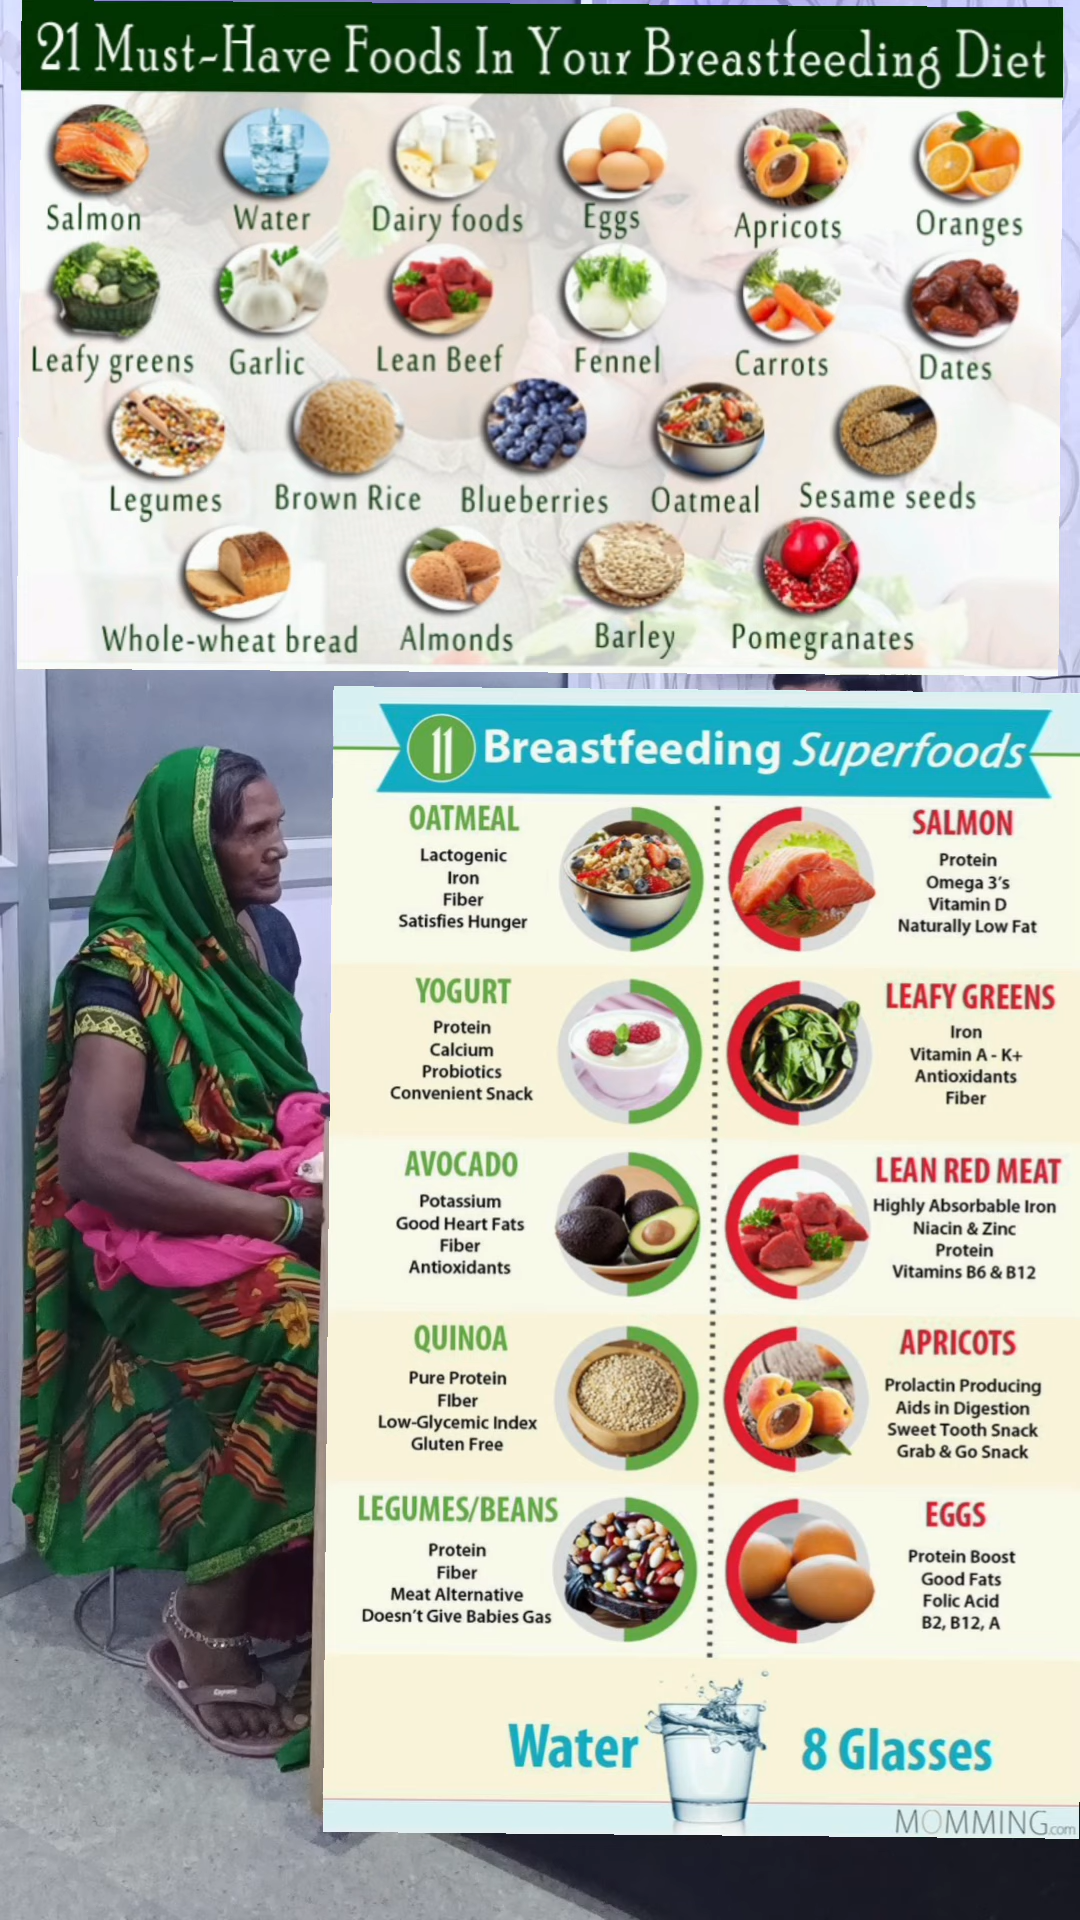 21 Must-Have Foods In Your Breastfeeding Diet
Salmon
Water
Dairy foods
Eggs
Apricots
Oranges
Leafy greens
Garlic
Lean Beef
Fennel
Carrots
Dates
Legumes
Brown Rice
Blueberries
Oatmeal
Sesame seeds
Whole-wheat bread
Almonds
Barley
Pomegranates
11 Breastfeeding Superfoods
OATMEAL
Lactogenic
Iron
Fiber
Satisfies Hunger
SALMON
Protein
Omega 3's
Vitamin D
Naturally Low Fat
YOGURT
Protein
Calcium
Probiotics
Convenient Snack
LEAFY GREENS
Iron
Vitamin A - K+
Antioxidants
Fiber
AVOCADO
Potassium
Good Heart Fats
Fiber
Antioxidants
LEAN RED MEAT
Highly Absorbable Iron
Niacin & Zinc
Protein
Vitamins B6 & B12
QUINOA
Pure Protein
FIber
Low-Glycemic Index
Gluten Free
APRICOTS
Prolactin Producing
Aids in Digestion
Sweet Tooth Snack
Grab & Go Snack
LEGUMES/BEANS
Protein
Fiber
Meat Alternative
Doesn't Give Babies Gas
EGGS
Protein Boost
Good Fats
Folic Acid
B2, B12, A
Water 8 Glasses
MOMMING.com